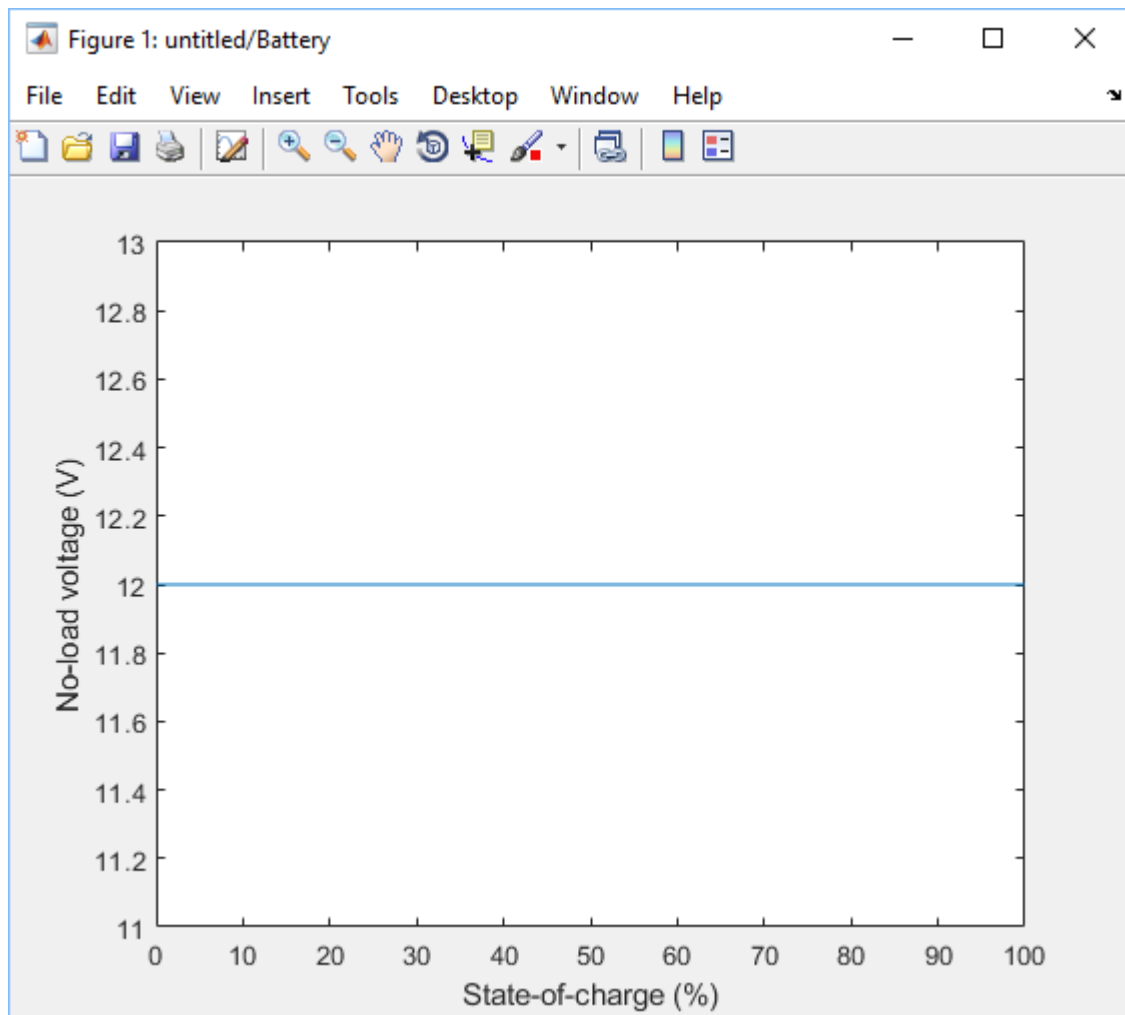 Figure 1: untitled/Battery
File Edit View Insert Tools Desktop Window Help
13
12.8
12.6
12.4
12.2
12
11.8
11.6
11.4
11.2
11
No-load voltage (V)
0 10 20 30 40 50 60 70 80 90 100
State-of-charge (%)